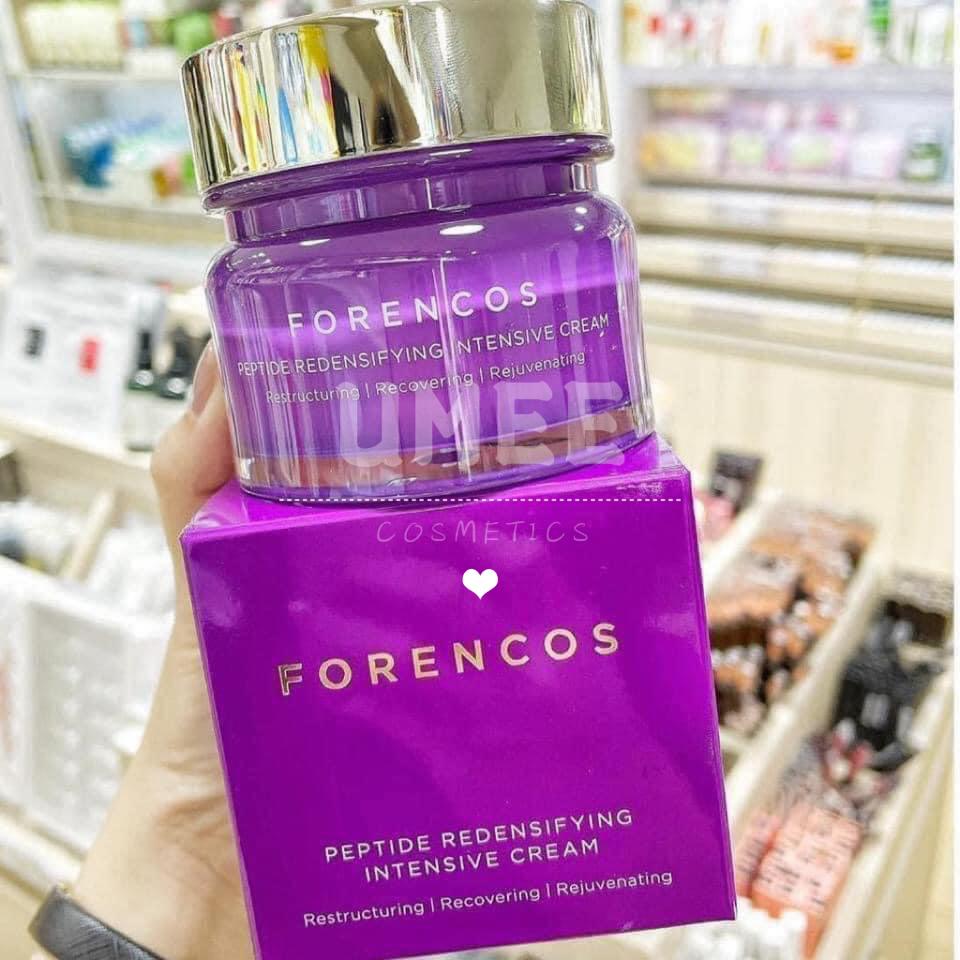 FORENCOS
PEPTIDE REDENSIFYING INTENSIVE CREAM
Restructuring | Recovering | Rejuvenating
UMEE
COSMETICS
FORENCOS
PEPTIDE REDENSIFYING
INTENSIVE CREAM
Restructuring | Recovering | Rejuvenating